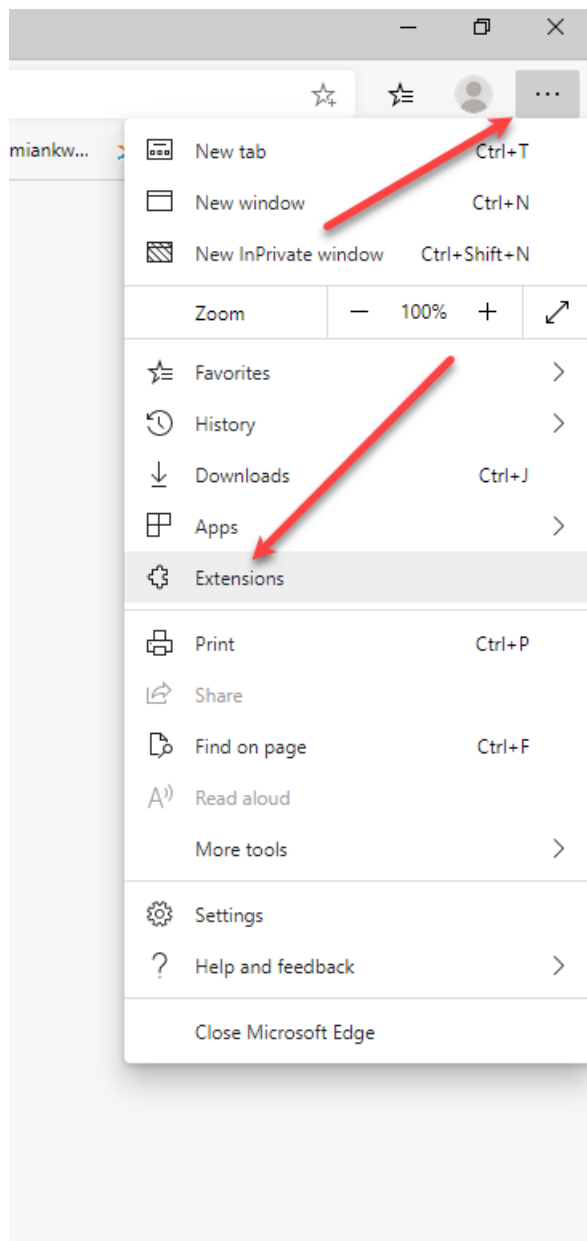 miankw...
New tab Ctrl+T
New window Ctrl+N
New InPrivate window Ctrl+Shift+N
Zoom 100%
Favorites
History
Downloads Ctrl+J
Apps
Extensions
Print Ctrl+P
Share
Find on page Ctrl+F
Read aloud
More tools
Settings
Help and feedback
Close Microsoft Edge